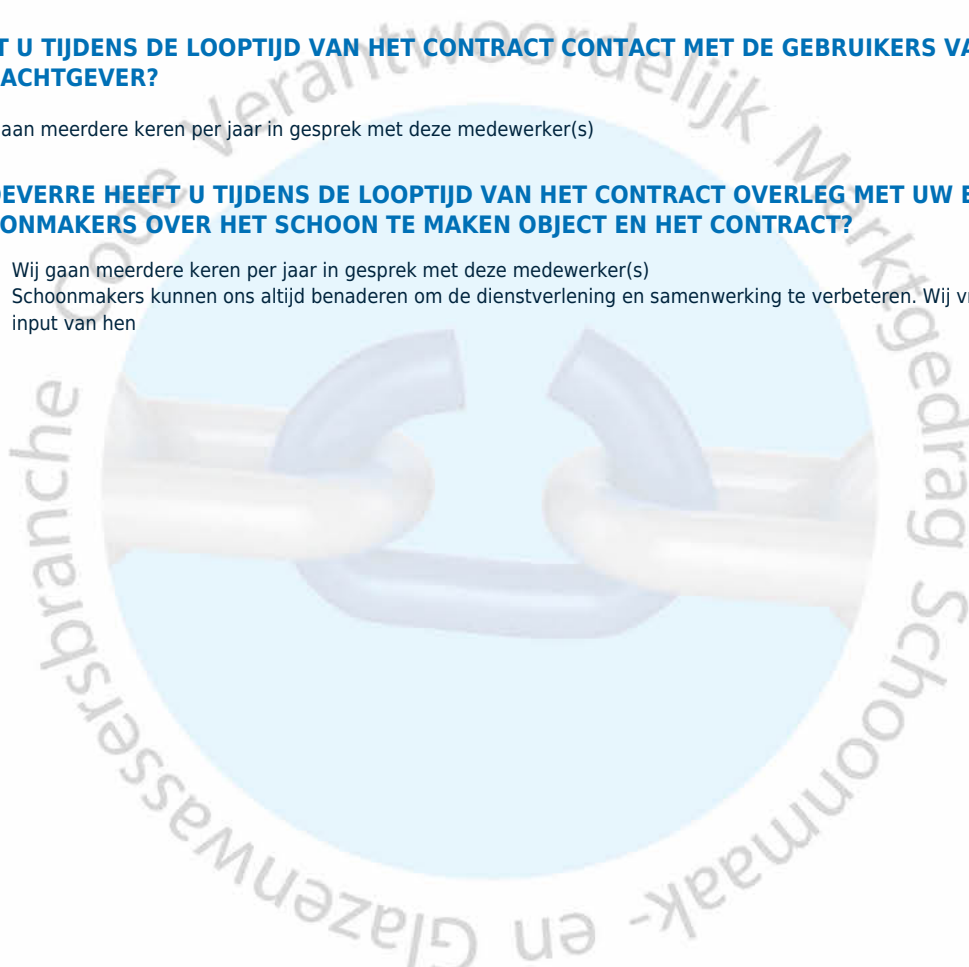 T U TIJDENS DE LOOPTIJD VAN HET CONTRACT CONTACT MET DE GEBRUIKERS VA
ACHTGEVER?
aan meerdere keren per jaar in gesprek met deze medewerker(s)
OEVERRE HEEFT U TIJDENS DE LOOPTIJD VAN HET CONTRACT OVERLEG MET UW E
OONMAKERS OVER HET SCHOON TE MAKEN OBJECT EN HET CONTRACT?
Wij gaan meerdere keren per jaar in gesprek met deze medewerker(s)
Schoonmakers kunnen ons altijd benaderen om de dienstverlening en samenwerking te verbeteren. Wij vr
input van hen
Code Verantwoordelijk Marktgedrag Schoonmaak- en Glazenwassersbranche